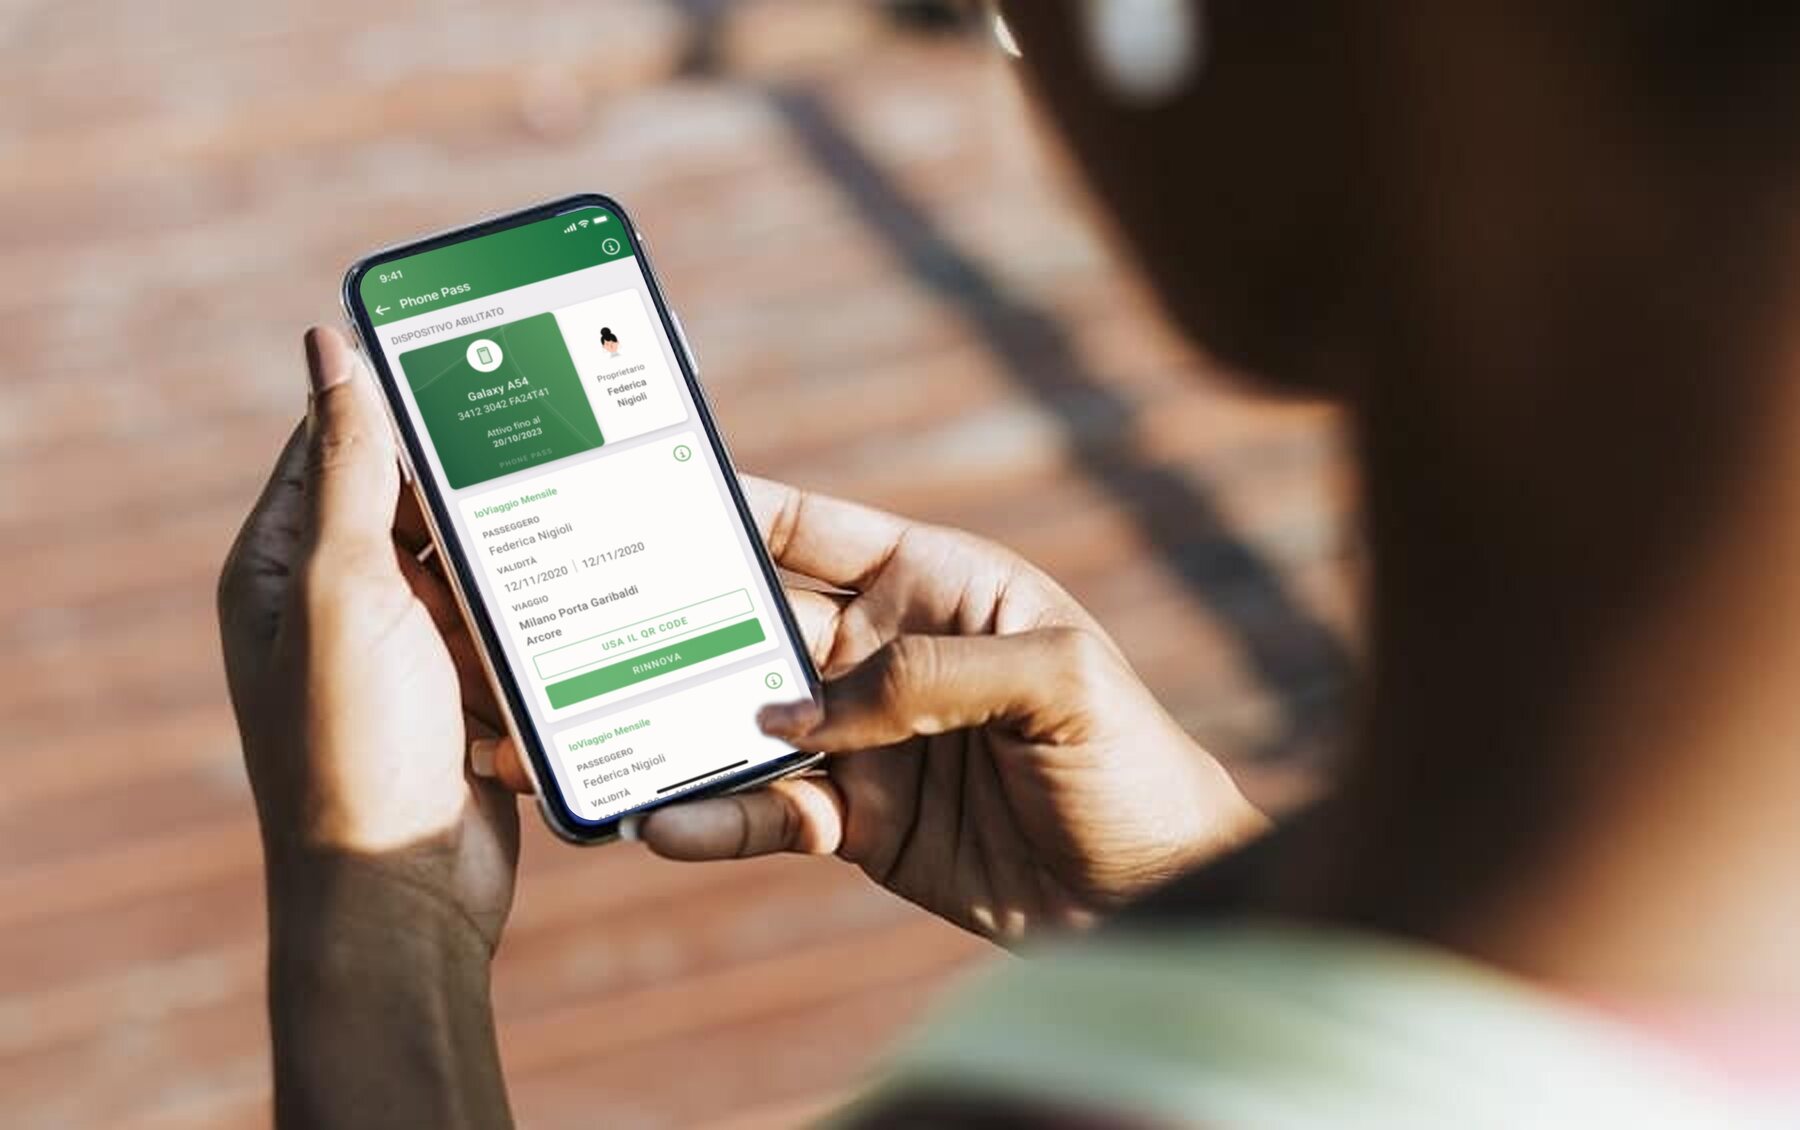 9:41
Phone Pass
DISPOSITIVO ABILITATO
Galaxy A54
3412 3042 FA24T41
Attivo fino al
20/10/2023
PHONE PASS
Proprietario
Federica
Nigioli
IoViaggio Mensile
PASSEGGERO
Federica Nigioli
VALIDITÀ
12/11/2020 | 12/11/2020
VIAGGIO
Milano Porta Garibaldi
Arcore
USA IL QR CODE
RINNOVA
IoViaggio Mensile
PASSEGGERO
Federica Nigioli
VALIDITÀ